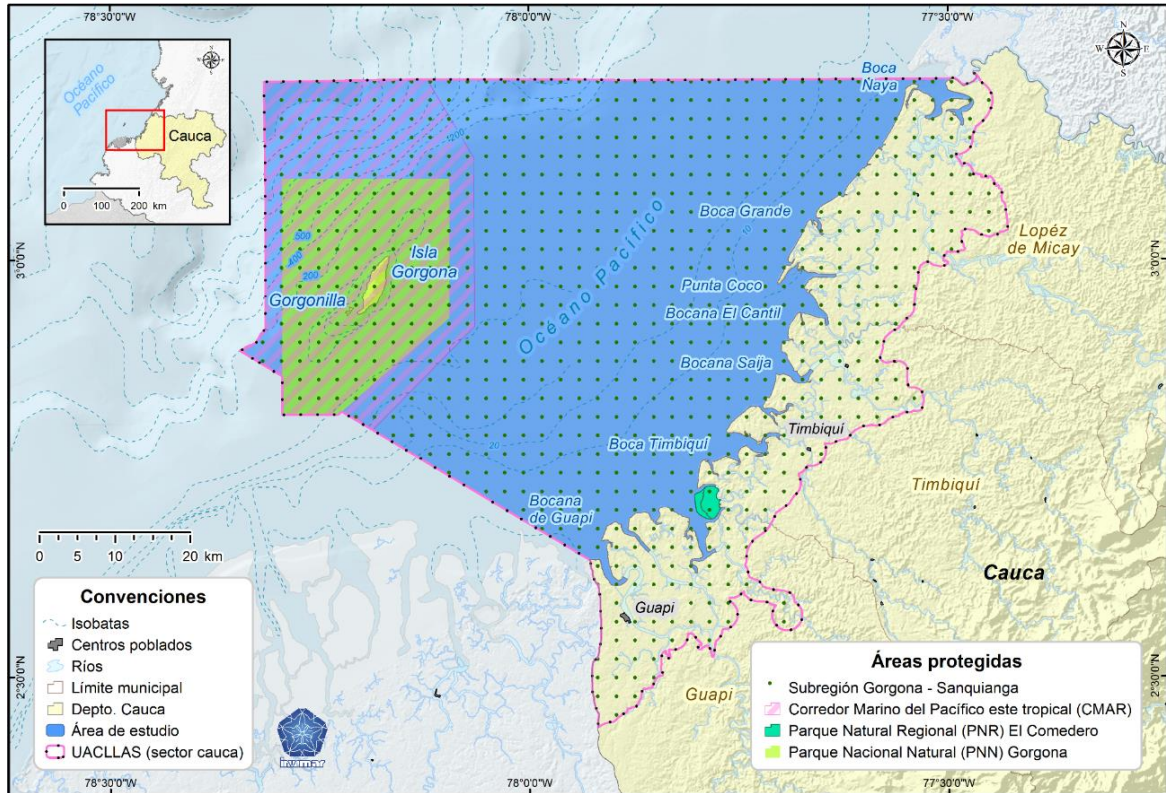 78°30'0"W
78°0'0"W
77°30'0"W
N
W
E
S
Océano
Pacífico
Cauca
0 100 200
km
N
W
E
S
Boca
Naya
1200
Boca Grande
10
Lopéz
de Micay
3°0'0"N
3°0'0"N
500
400
200
Isla
Gorgona
Gorgonilla
Océano Pacífico
Punta Coco
Bocana El Cantil
Bocana Saija
20
Boca Timbiquí
Timbiquí
Timbiquí
Bocana
de Guapi
0 5 10 20 km
Cauca
Guapi
Guapi
2°30'0"N
2°30'0"N
Convenciones
Isobatas
Centros poblados
Ríos
Límite municipal
Depto. Cauca
Área de estudio
UACLLAS (sector cauca)
invemar
Áreas protegidas
Subregión Gorgona - Sanquianga
Corredor Marino del Pacífico este tropical (CMAR)
Parque Natural Regional (PNR) El Comedero
Parque Nacional Natural (PNN) Gorgona
78°30'0"W
78°0'0"W
77°30'0"W